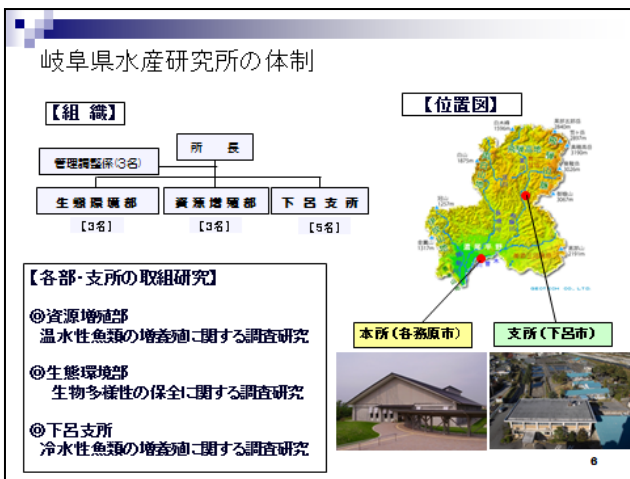 岐阜県水産研究所の体制
【組 織】
所 長
管理調整係(3名)
生態環境部
資源増殖部
下呂支所
[3名]
[3名]
[5名]
【各部・支所の取組研究】
◎資源増殖部
温水性魚類の増養殖に関する調査研究
◎生態環境部
生物多様性の保全に関する調査研究
◎下呂支所
冷水性魚類の増養殖に関する調査研究
【位置図】
白山
本所(各務原市)
支所(下呂市)
6